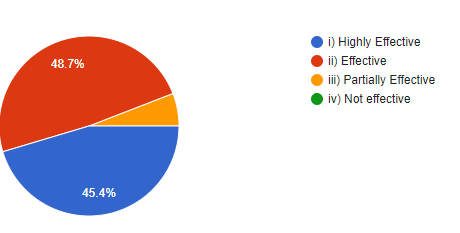 48.7%
45.4%
i) Highly Effective
ii) Effective
iii) Partially Effective
iv) Not effective